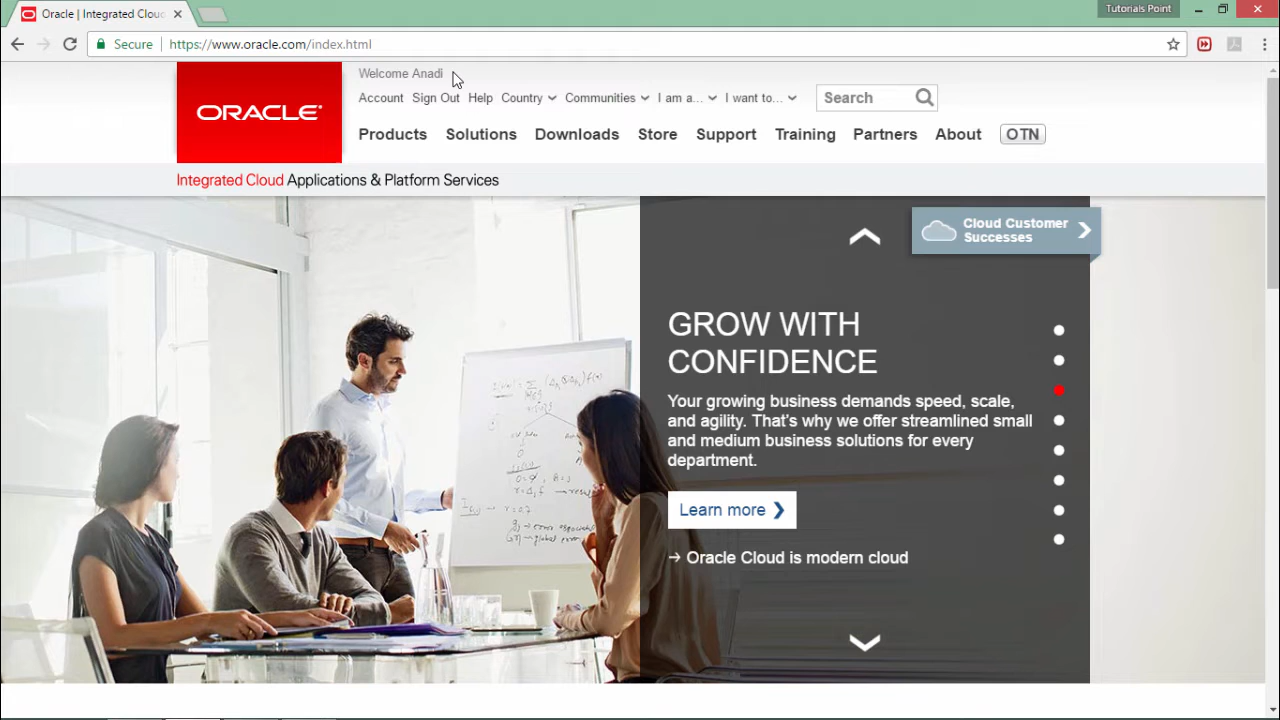 Oracle | Integrated Cloud
Tutorials Point
Secure https://www.oracle.com/index.html
Welcome Anadi
Account Sign Out Help Country Communities I am a... I want to... Search
ORACLE
Products Solutions Downloads Store Support Training Partners About OTN
Integrated Cloud Applications & Platform Services
Cloud Customer
Successes
GROW WITH
CONFIDENCE
Your growing business demands speed, scale,
and agility. That's why we offer streamlined small
and medium business solutions for every
department.
Learn more
→ Oracle Cloud is modern cloud